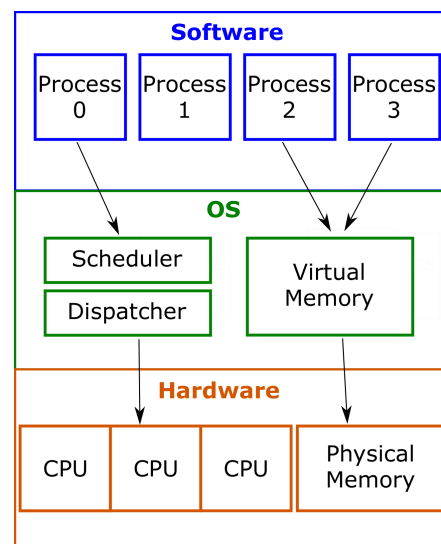 Software
Process
0
Process
1
Process
2
Process
3
OS
Scheduler
Dispatcher
Virtual
Memory
Hardware
CPU
CPU
CPU
Physical
Memory